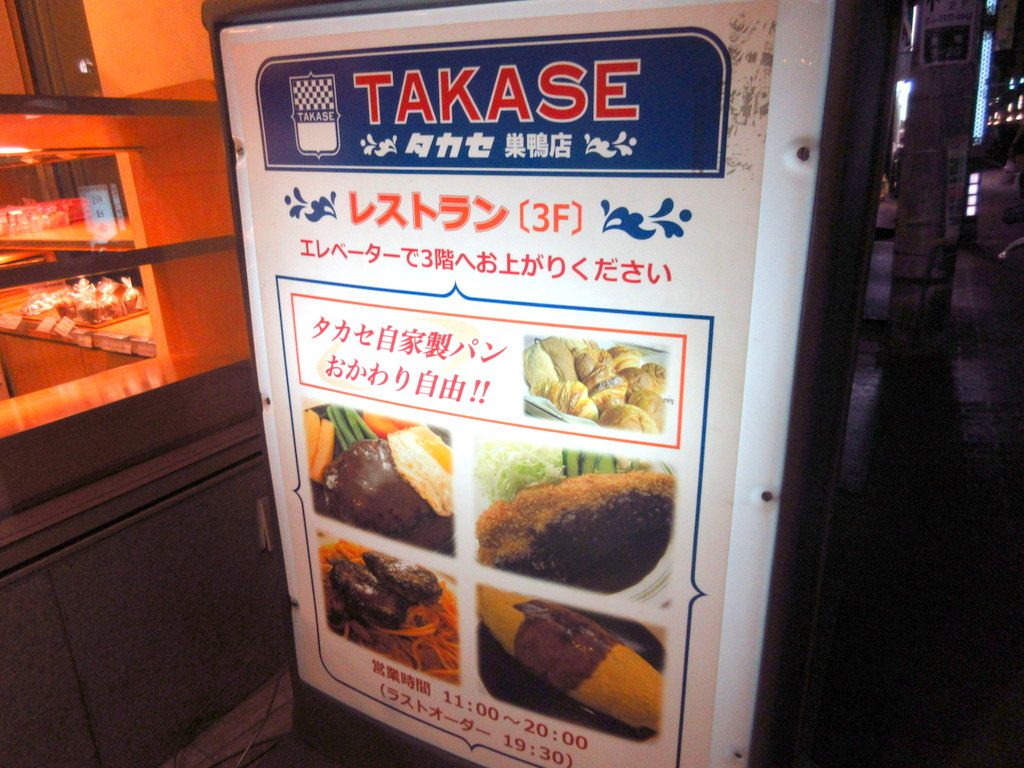 TAKASE
TAKASE
タカセ 巣鴨店
レストラン〔3F〕
エレベーターで3階へお上がりください
タカセ自家製パン
おかわり自由!!
営業時間 11:00～20:00
(ラストオーダー 19:30)